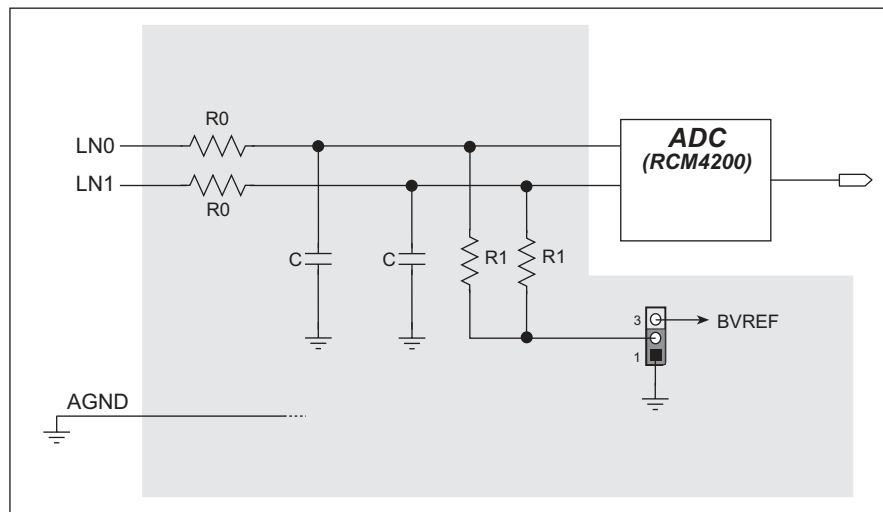 R0
LN0
LN1
R0
ADC
(RCM4200)
C
C
R1
R1
3
BVREF
1
AGND